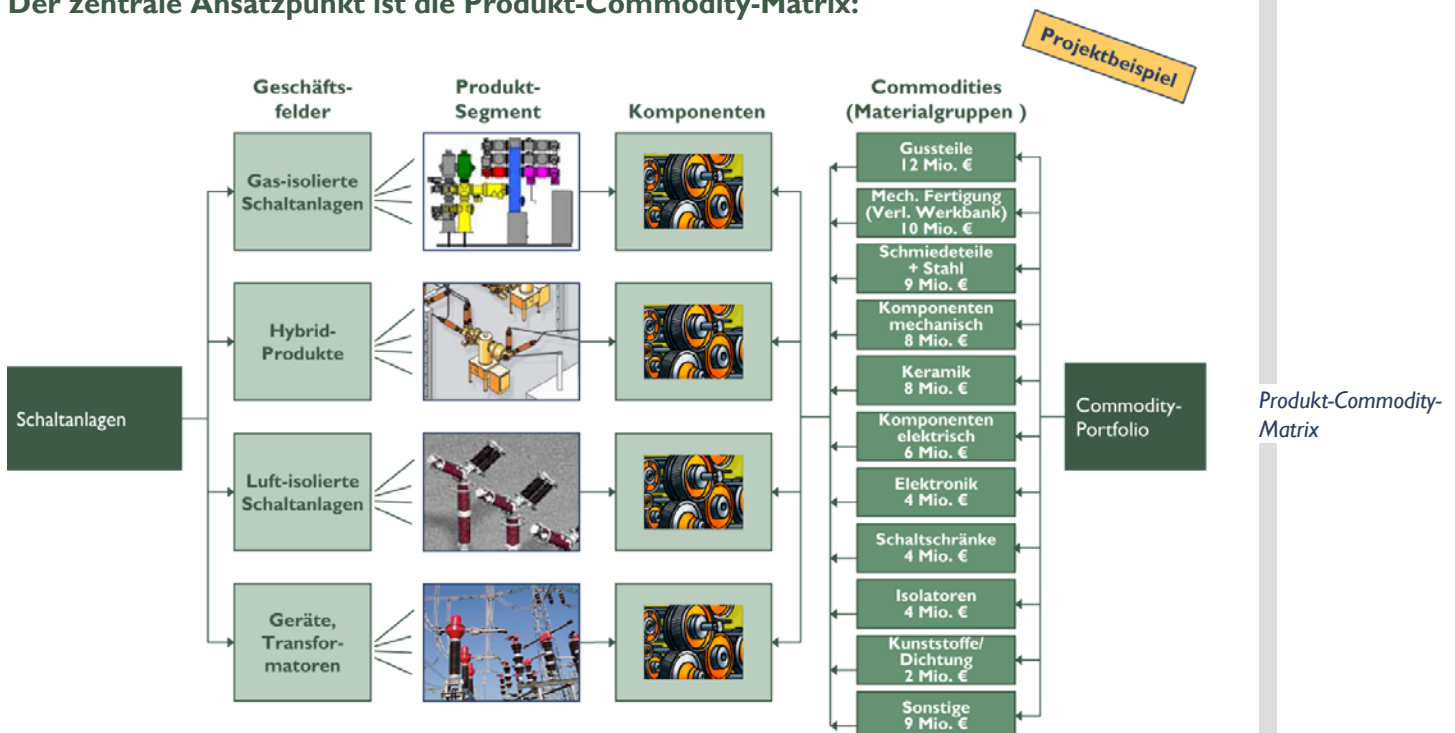 Der zentrale Ansatzpunkt ist die Produkt-Commodity-Matrix:
Projektbeispiel
Geschäfts-
felder
Produkt-
Segment
Komponenten
Commodities
(Materialgruppen )
Schaltanlagen
Gas-isolierte
Schaltanlagen
Hybrid-
Produkte
Luft-isolierte
Schaltanlagen
Geräte,
Transfor-
matoren
Gussteile
12 Mio. €
Mech. Fertigung
(Verl. Werkbank)
10 Mio. €
Schmiedeteile
+ Stahl
9 Mio. €
Komponenten
mechanisch
8 Mio. €
Keramik
8 Mio. €
Komponenten
elektrisch
6 Mio. €
Elektronik
4 Mio. €
Schaltschränke
4 Mio. €
Isolatoren
4 Mio. €
Kunststoffe/
Dichtung
2 Mio. €
Sonstige
9 Mio. €
Commodity-
Portfolio
Produkt-Commodity-
Matrix